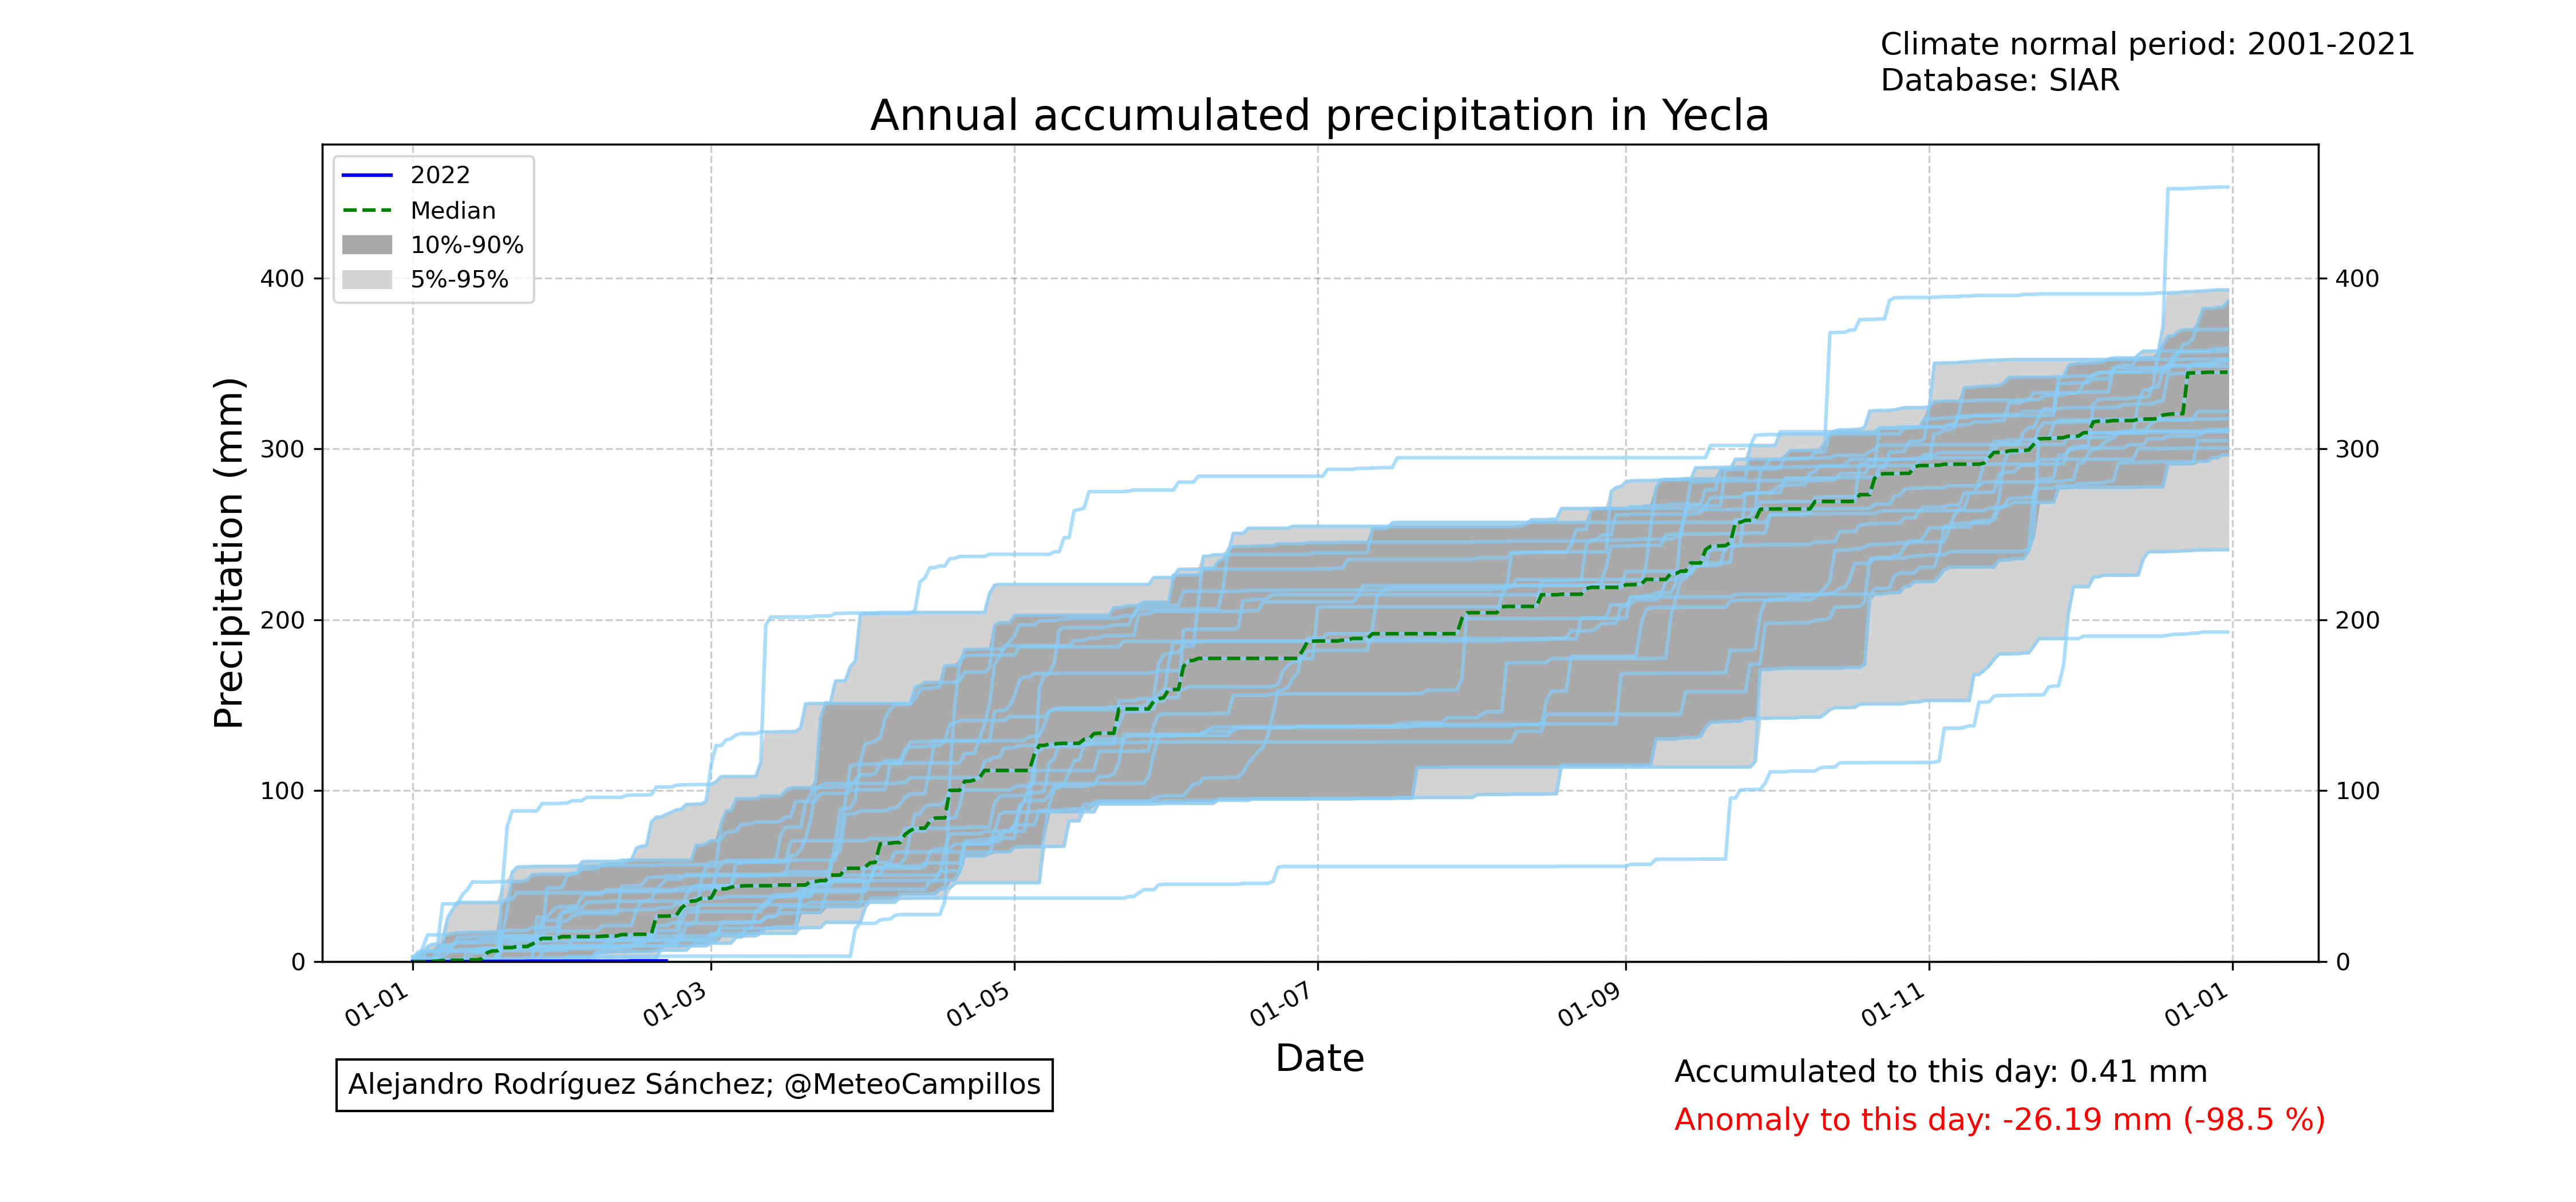 Climate normal period: 2001-2021
Database: SIAR
Annual accumulated precipitation in Yecla
2022
Median
10%-90%
5%-95%
Precipitation (mm)
400
300
200
100
0
400
300
200
100
0
01-01
01-03
01-05
01-07
01-09
01-11
01-01
Date
Alejandro Rodríguez Sánchez; @MeteoCampillos
Accumulated to this day: 0.41 mm
Anomaly to this day: -26.19 mm (-98.5 %)